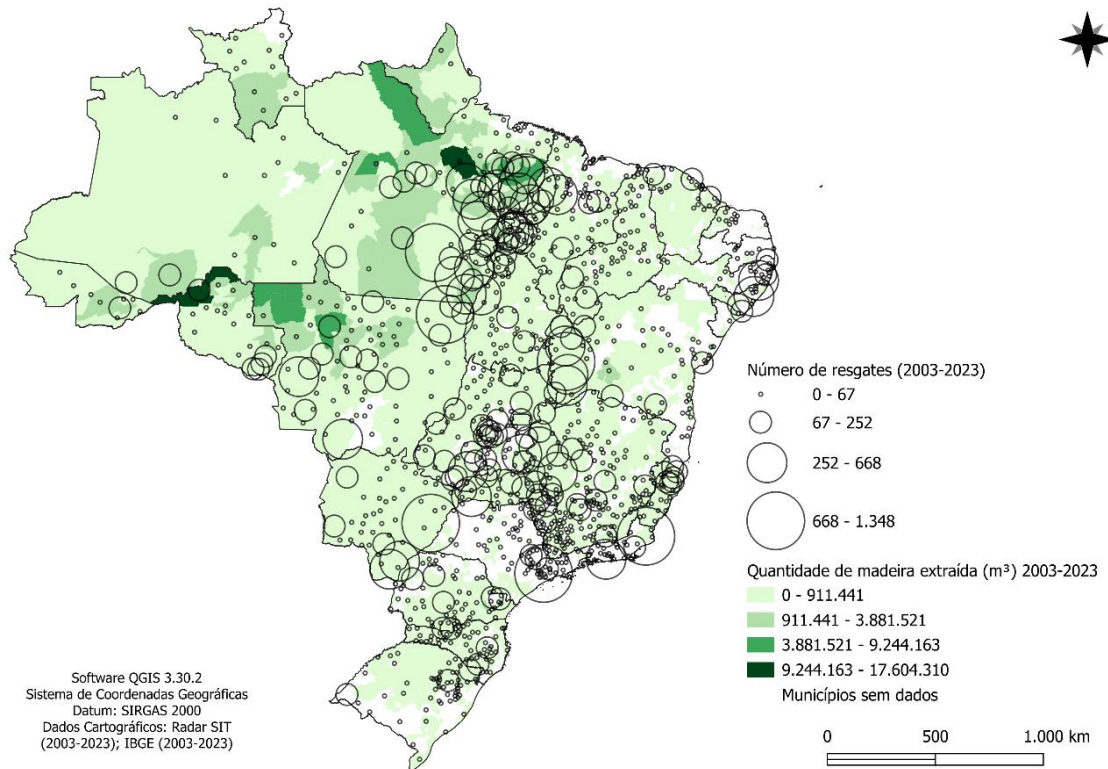 Número de resgates (2003-2023)
0 - 67
67 - 252
252 - 668
668 - 1.348
Quantidade de madeira extraída (m³) 2003-2023
0 - 911.441
911.441 - 3.881.521
3.881.521 - 9.244.163
9.244.163 - 17.604.310
Municípios sem dados
Software QGIS 3.30.2
Sistema de Coordenadas Geográficas
Datum: SIRGAS 2000
Dados Cartográficos: Radar SIT
(2003-2023); IBGE (2003-2023)
0 500 1.000 km